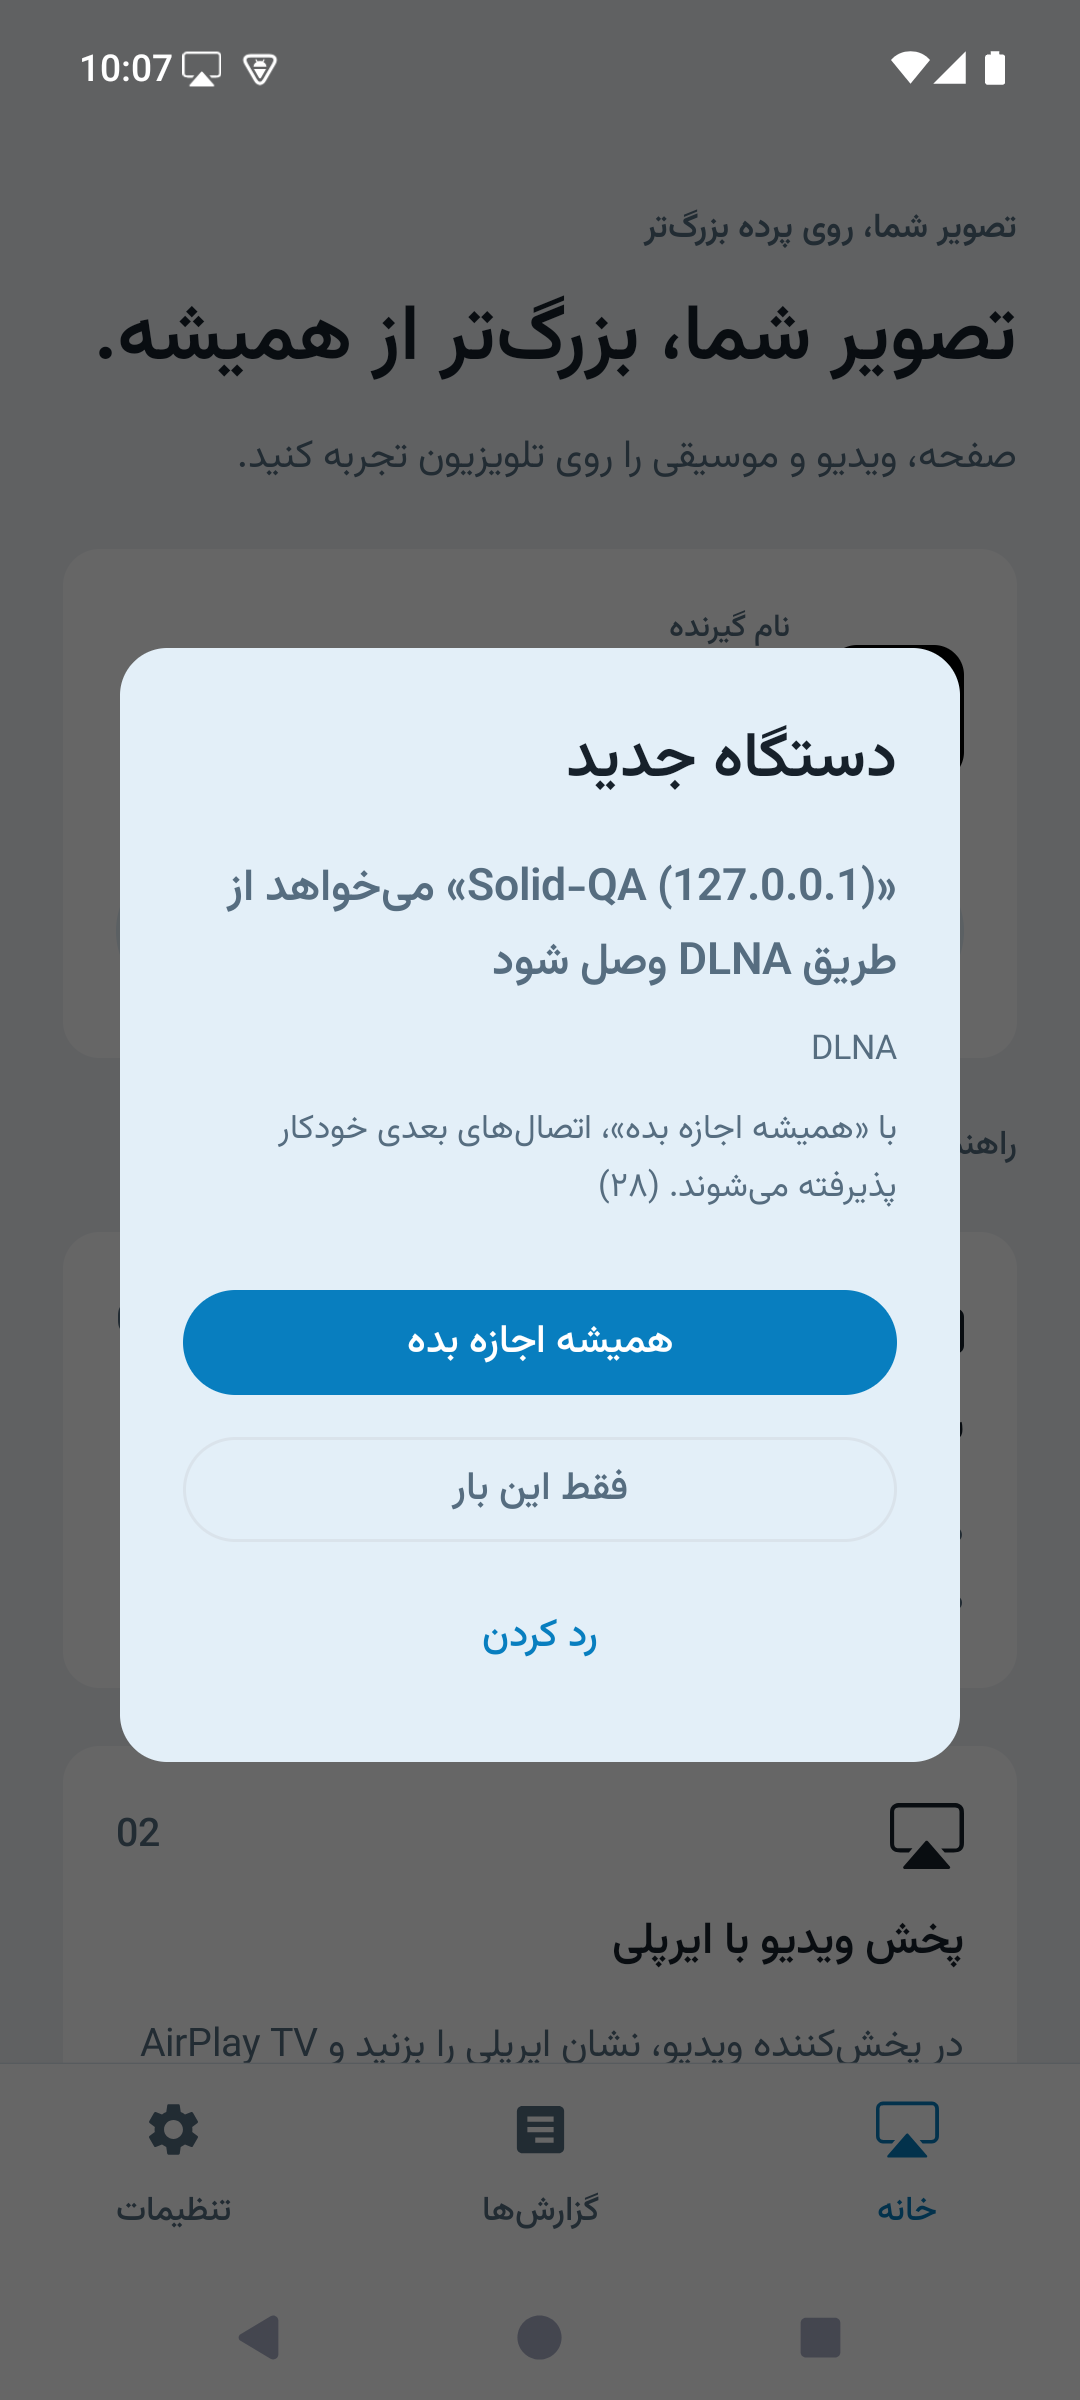 10:07
تصویر شما، روی پرده بزرگ‌تر
تصویر شما، بزرگ‌تر از همیشه.
صفحه، ویدیو و موسیقی را روی تلویزیون تجربه کنید.
نام گیرنده
دستگاه جدید
«Solid-QA (127.0.0.1)» می‌خواهد از
طریق DLNA وصل شود
DLNA
با «همیشه اجازه بده»، اتصال‌های بعدی خودکار
پذیرفته می‌شوند. (۲۸)
همیشه اجازه بده
فقط این بار
رد کردن
02
پخش ویدیو با ایرپلی
در پخش‌کننده ویدیو، نشان ایرپلی را بزنید و AirPlay TV
خانه
گزارش‌ها
تنظیمات